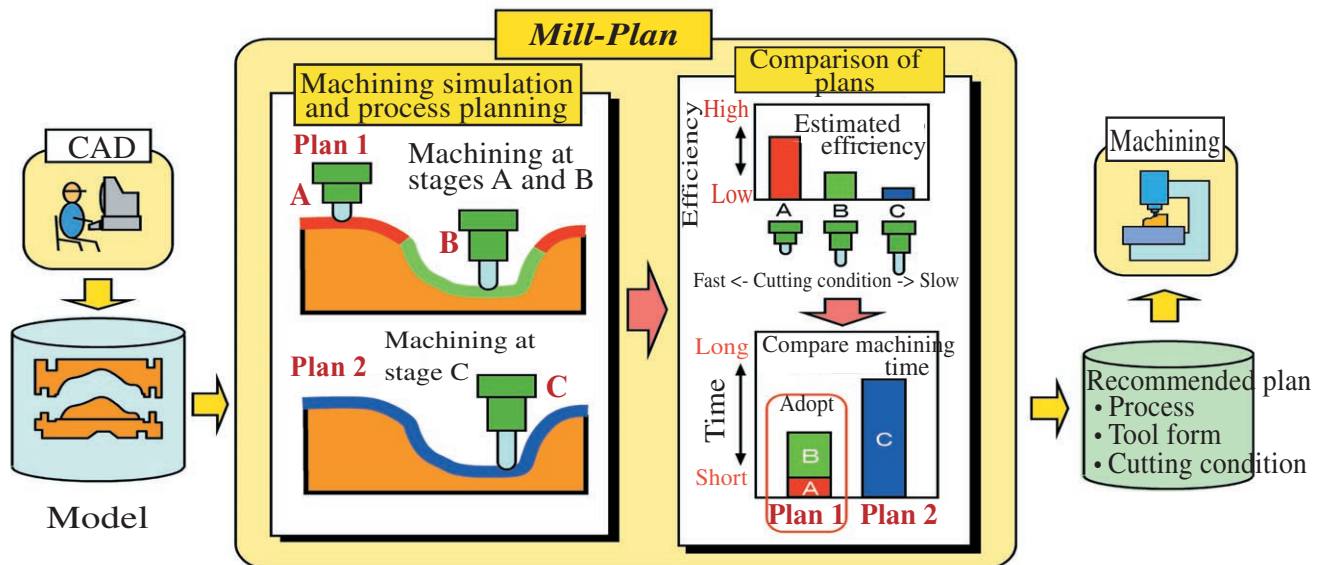 Mill-Plan
CAD
Model
Machining simulation
and process planning
Plan 1
Machining at
stages A and B
A
B
Plan 2
Machining at
stage C
C
Comparison of
plans
Efficiency
High
Low
Estimated
efficiency
A B C
Fast <- Cutting condition -> Slow
Time
Long
Short
Compare machining
time
Adopt
B
A
C
Plan 1 Plan 2
Machining
Recommended plan
• Process
• Tool form
• Cutting condition